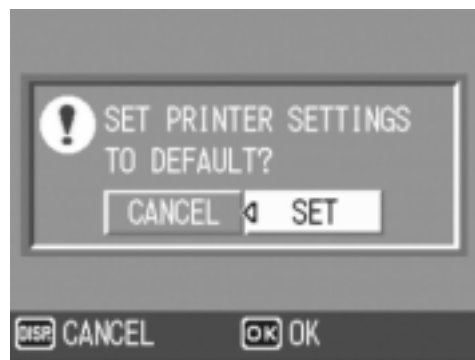 SET PRINTER SETTINGS
TO DEFAULT?
CANCEL SET
DISP. CANCEL OK OK